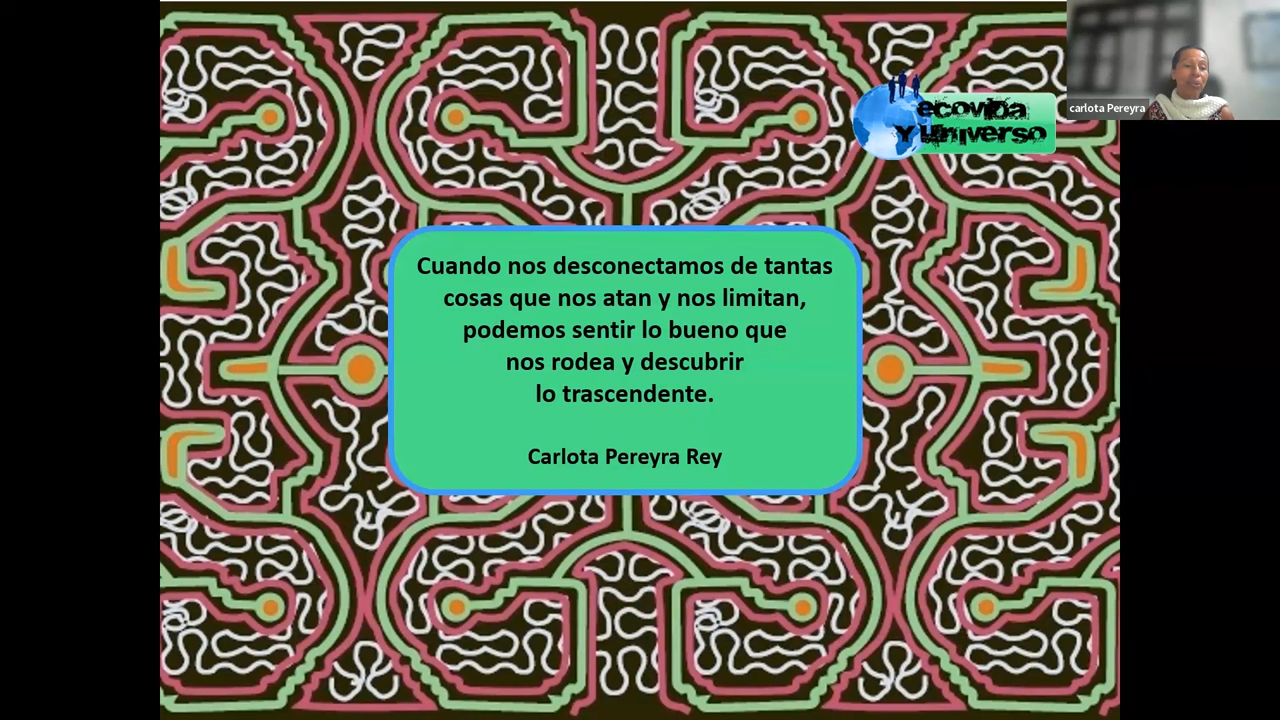 ecovida
Y Universo
carlota Pereyra
Cuando nos desconectamos de tantas
cosas que nos atan y nos limitan,
podemos sentir lo bueno que
nos rodea y descubrir
lo trascendente.
Carlota Pereyra Rey